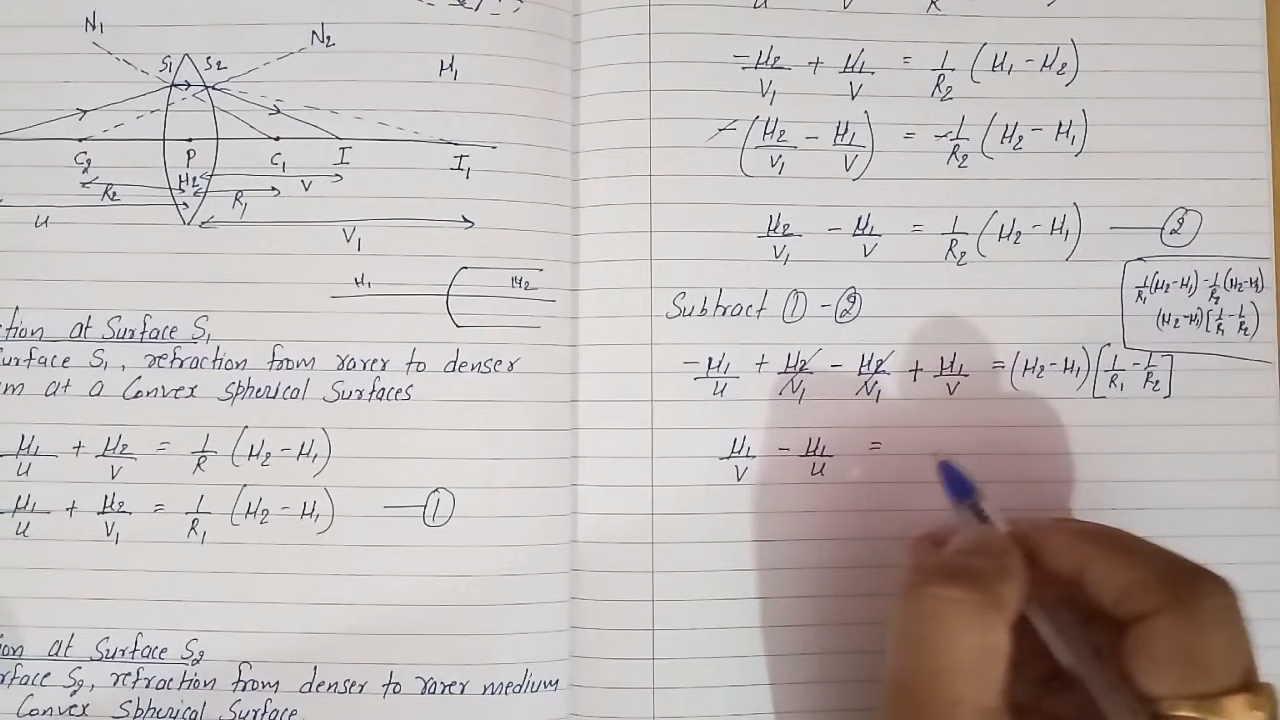 N₁
N₂
S₁ S₂
H₁
C₂ P C₁ I I₁
H₂
R₂ R₁ V
u
V₁
H₁ H₂
tion at Surface S₁
urface S₁, refraction from rarer to denser
m at a Convex Spherical Surfaces
μ₁/u + μ₂/v = 1/R (μ₂ - μ₁)
μ₁/u + μ₂/v₁ = 1/R₁ (μ₂ - μ₁) — ①
ion at Surface S₂
rface S₂, refraction from denser to rarer medium
Convex Spherical Surface
u v R
-μ₂/v₁ + μ₁/v = 1/R₂ (μ₁ - μ₂)
-(μ₂/v₁ - μ₁/v) = -1/R₂ (μ₂ - μ₁)
μ₂/v₁ - μ₁/v = 1/R₂ (μ₂ - μ₁) — ②
1/R₁ (μ₂-μ₁) - 1/R₂ (μ₂-μ₁)
(μ₂-μ₁) [1/R₁ - 1/R₂]
Subtract ① - ②
-μ₁/u + μ₂/v₁ - μ₂/v₁ + μ₁/v = (μ₂-μ₁) [1/R₁ - 1/R₂]
μ₁/v - μ₁/u =